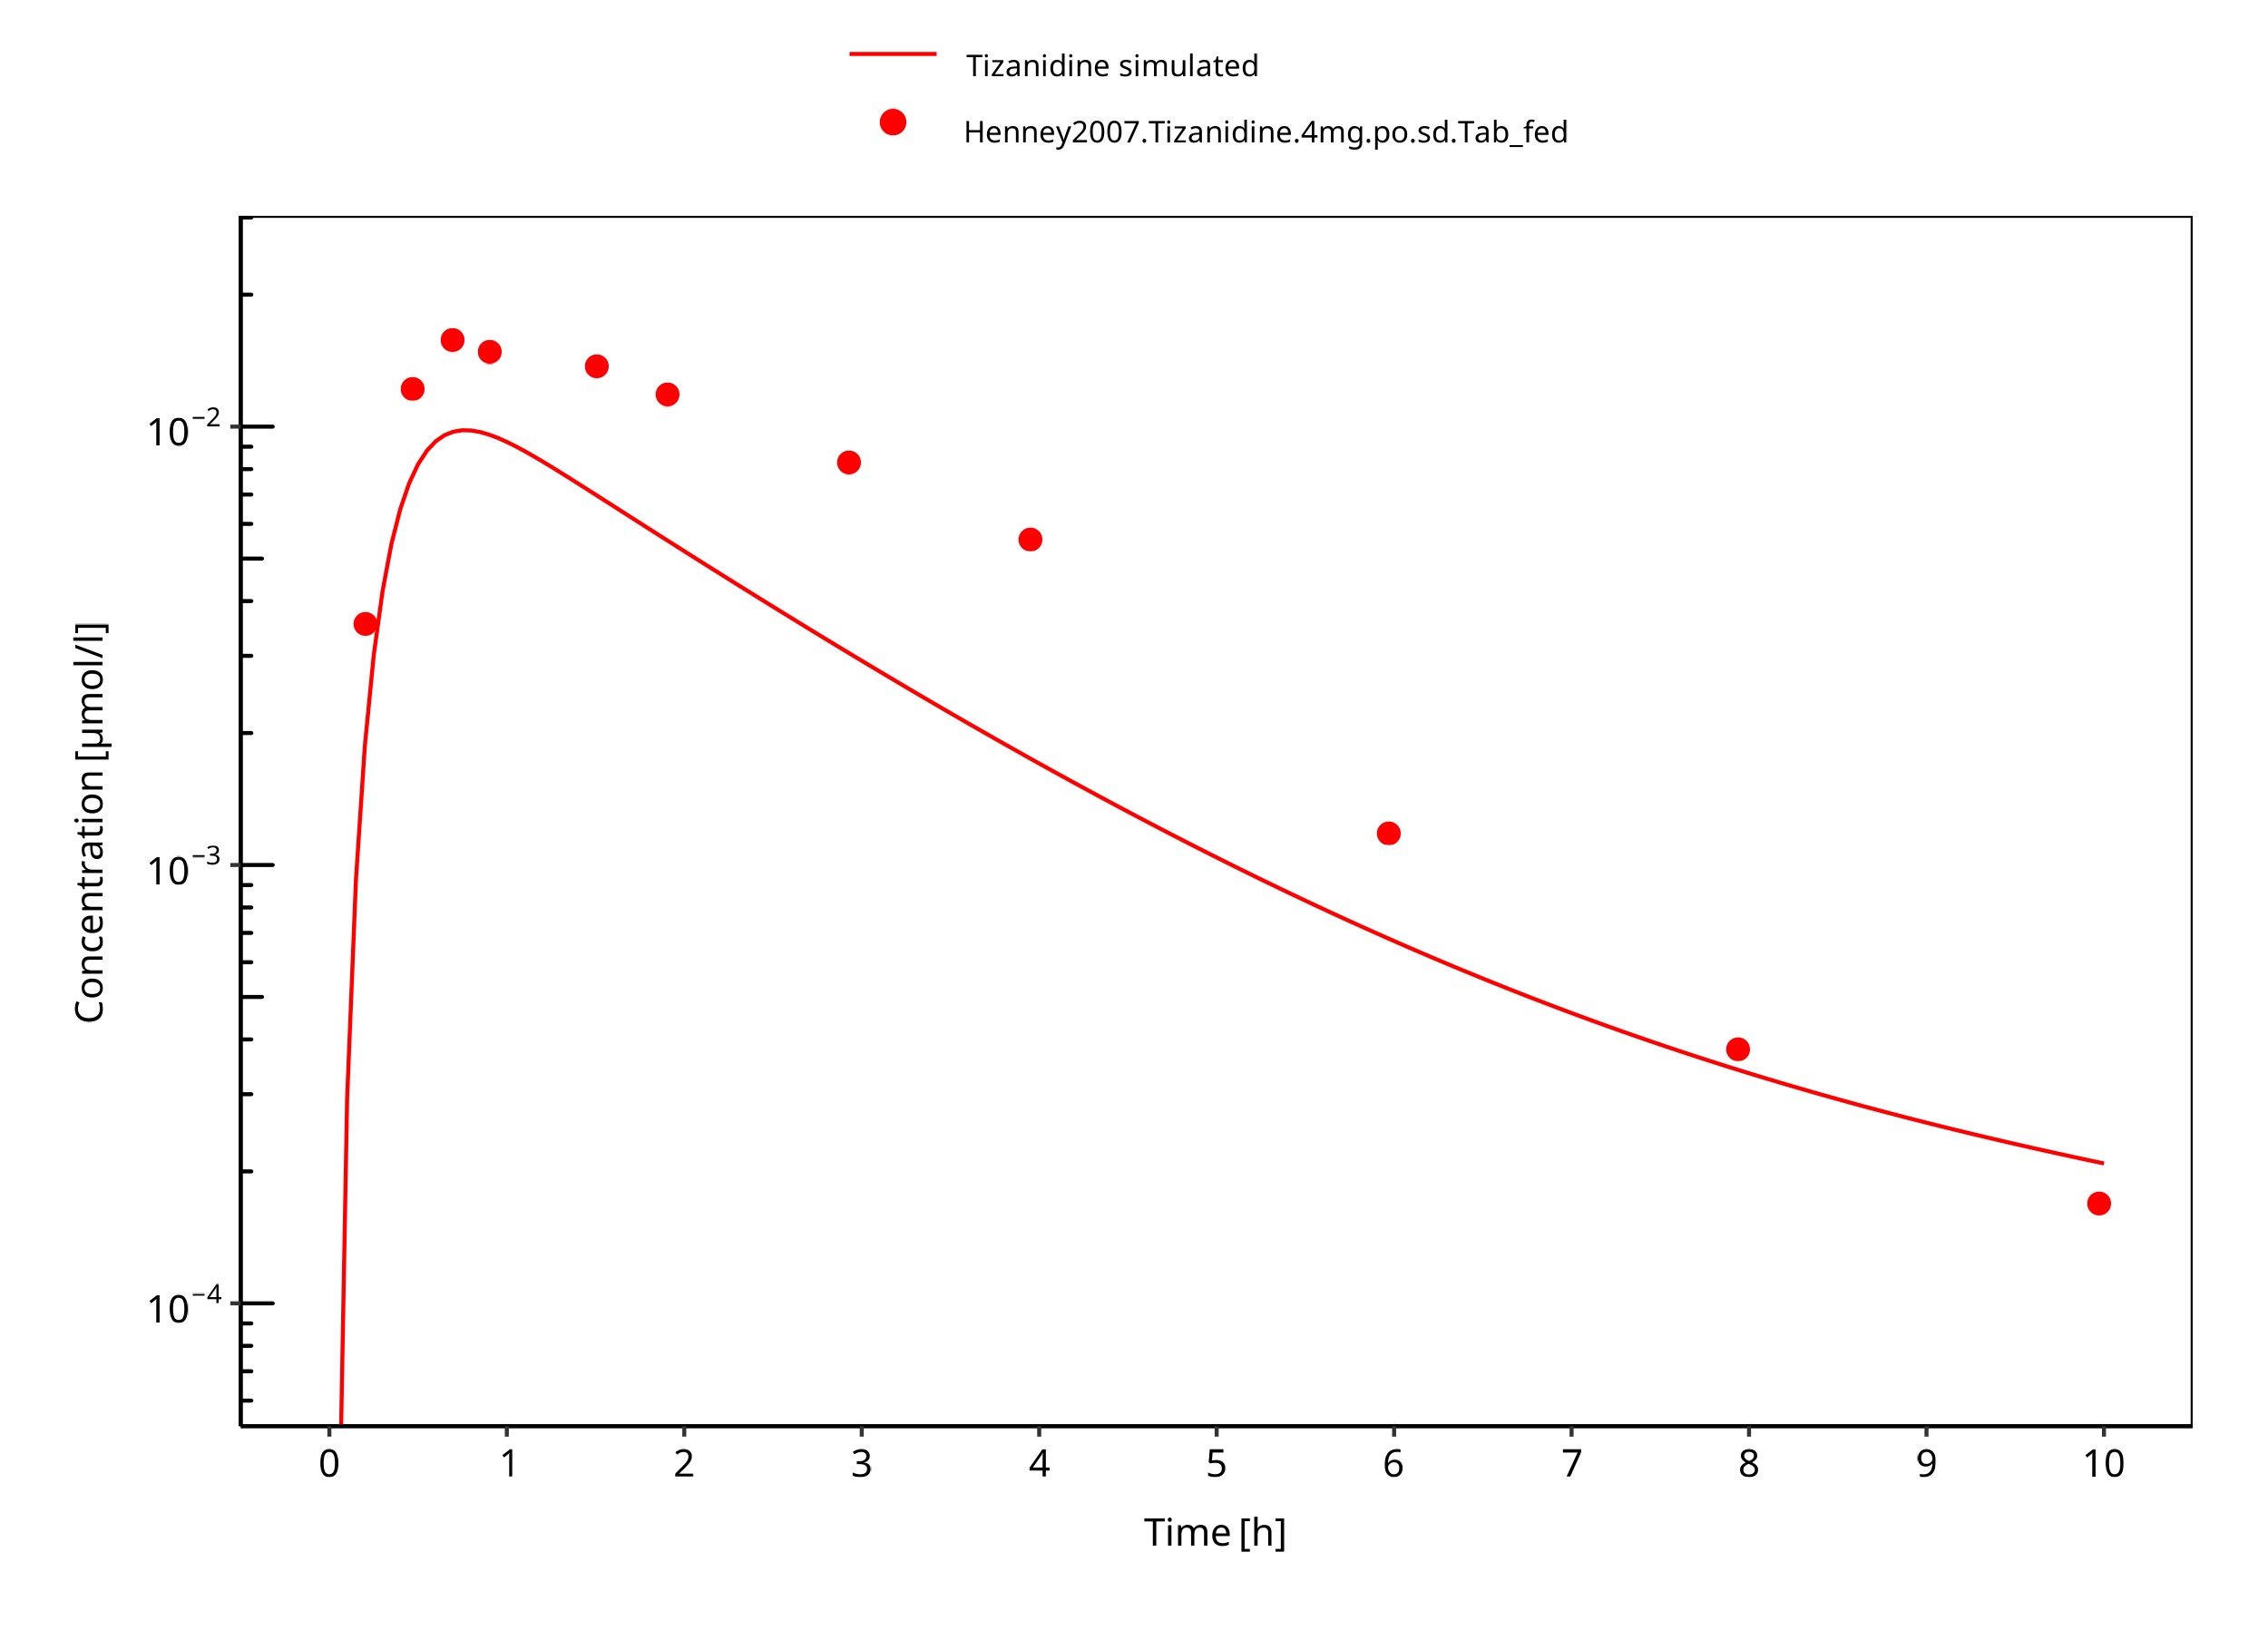 Tizanidine simulated
Henney2007.Tizanidine.4mg.po.sd.Tab_fed
Concentration [µmol/l]
10⁻²
10⁻³
10⁻⁴
0 1 2 3 4 5 6 7 8 9 10
Time [h]